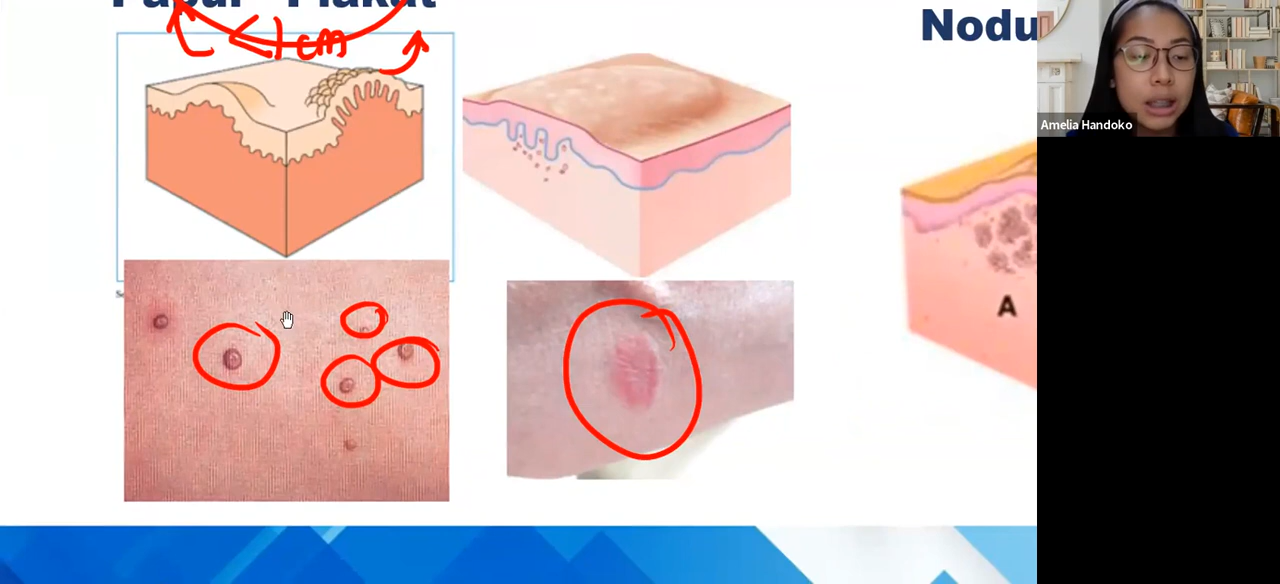 Papul - Plakat
< 1 cm
Nodu
Amelia Handoko
A